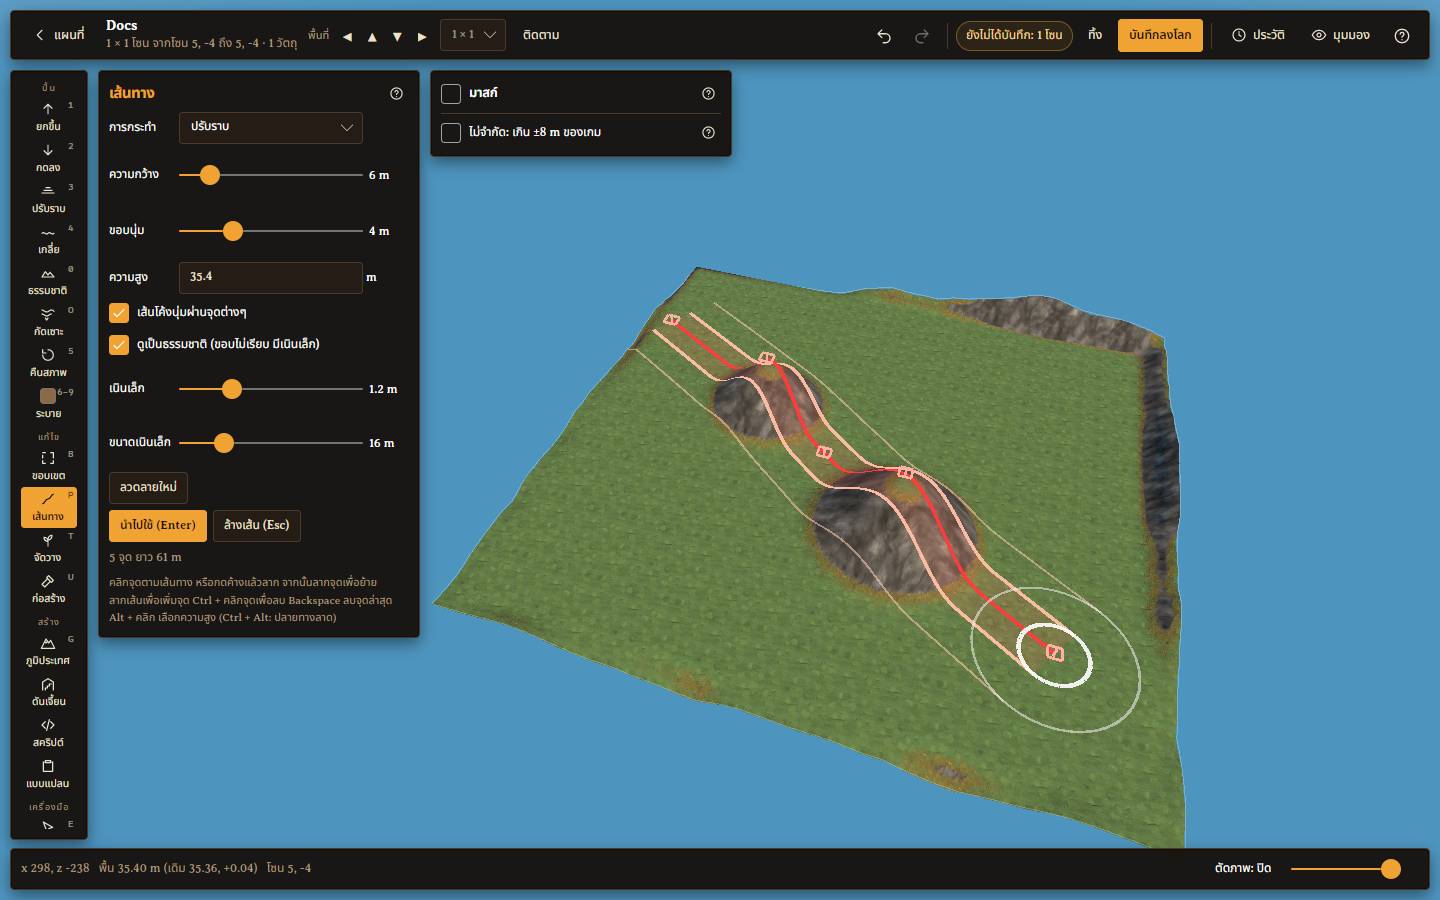 แผนที่
Docs
1 × 1 โซน จากโซน 5, -4 ถึง 5, -4 · 1 วัตถุ
พื้นที่
◀ ▲ ▼ ▶
1 × 1
ติดตาม
ยังไม่ได้บันทึก: 1 โซน
ทิ้ง
บันทึกลงโลก
ประวัติ
มุมมอง
ปั้น
1
ยกขึ้น
2
กดลง
3
ปรับราบ
4
เกลี่ย
0
ธรรมชาติ
O
กัดเซาะ
5
คืนสภาพ
6–9
ระบาย
แก้ไข
B
ขอบเขต
P
เส้นทาง
T
จัดวาง
U
ก่อสร้าง
สร้าง
G
ภูมิประเทศ
ดันเจี้ยน
สคริปต์
แบบแปลน
เครื่องมือ
E
เส้นทาง
การกระทำ
ปรับราบ
ความกว้าง
6 m
ขอบนุ่ม
4 m
ความสูง
35.4
m
เส้นโค้งนุ่มผ่านจุดต่างๆ
ดูเป็นธรรมชาติ (ขอบไม่เรียบ มีเนินเล็ก)
เนินเล็ก
1.2 m
ขนาดเนินเล็ก
16 m
ลวดลายใหม่
นำไปใช้ (Enter)
ล้างเส้น (Esc)
5 จุด ยาว 61 m
คลิกจุดตามเส้นทาง หรือกดค้างแล้วลาก จากนั้นลากจุดเพื่อย้าย
ลากเส้นเพื่อเพิ่มจุด Ctrl + คลิกจุดเพื่อลบ Backspace ลบจุดล่าสุด
Alt + คลิก เลือกความสูง (Ctrl + Alt: ปลายทางลาด)
มาสก์
ไม่จำกัด: เกิน ±8 m ของเกม
x 298, z -238 พื้น 35.40 m (เดิม 35.36, +0.04) โซน 5, -4
ตัดภาพ: ปิด